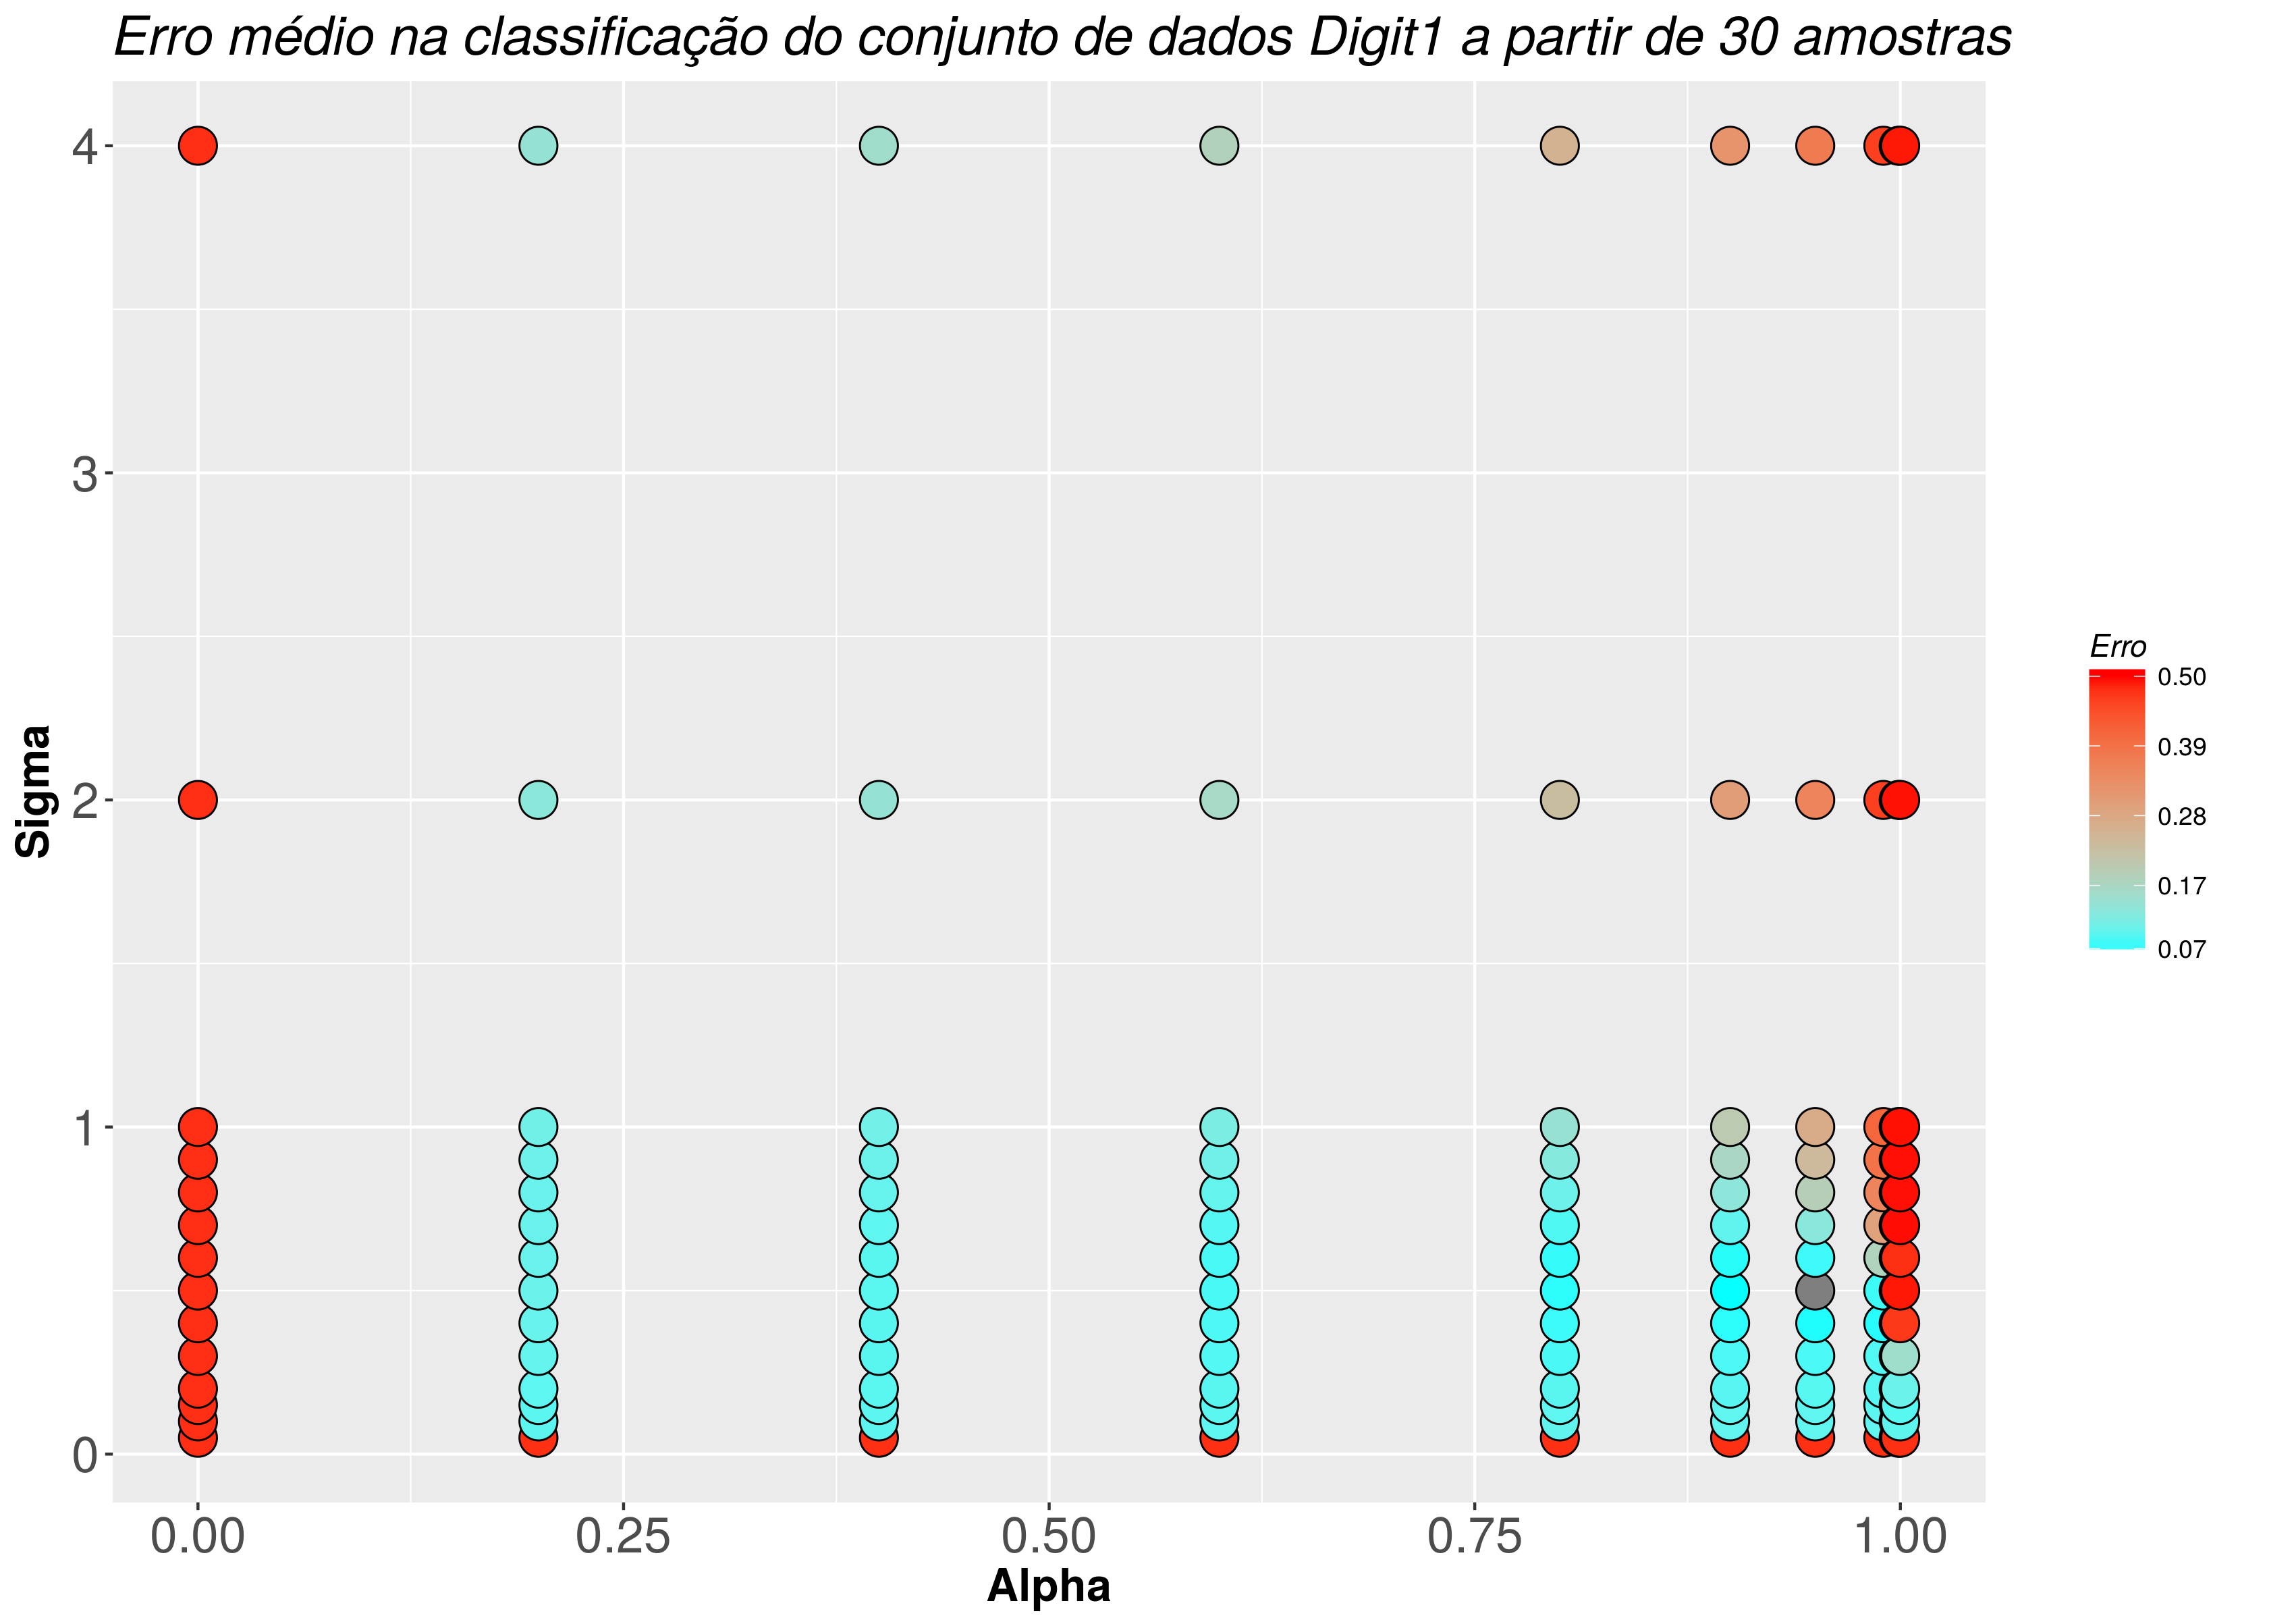 Erro médio na classificação do conjunto de dados Digit1 a partir de 30 amostras
4
3
2
1
0
Sigma
0.00 0.25 0.50 0.75 1.00
Alpha
Erro
0.50
0.39
0.28
0.17
0.07